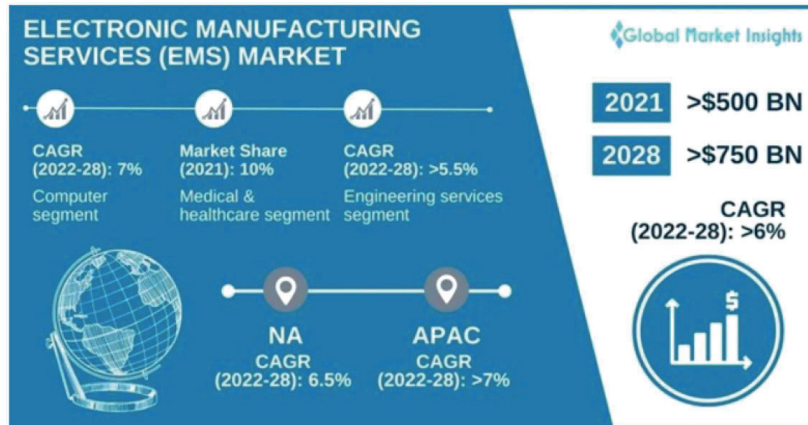 ELECTRONIC MANUFACTURING
SERVICES (EMS) MARKET
Global Market Insights
CAGR
(2022-28): 7%
Computer
segment
Market Share
(2021): 10%
Medical &
healthcare segment
CAGR
(2022-28): >5.5%
Engineering services
segment
2021 >$500 BN
2028 >$750 BN
CAGR
(2022-28): >6%
$
NA
CAGR
(2022-28): 6.5%
APAC
CAGR
(2022-28): >7%